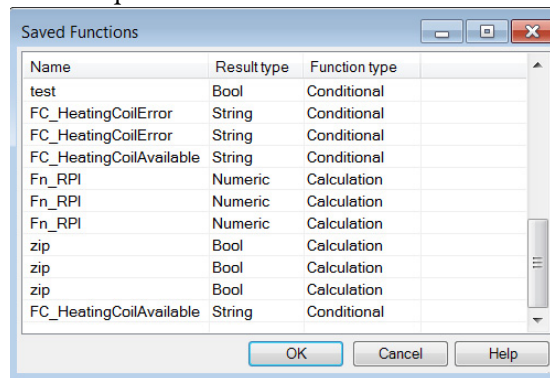 Saved Functions
Name Result type Function type
test Bool Conditional
FC_HeatingCoilError String Conditional
FC_HeatingCoilError String Conditional
FC_HeatingCoilAvailable String Conditional
Fn_RPI Numeric Calculation
Fn_RPI Numeric Calculation
Fn_RPI Numeric Calculation
zip Bool Calculation
zip Bool Calculation
zip Bool Calculation
FC_HeatingCoilAvailable String Conditional
OK Cancel Help